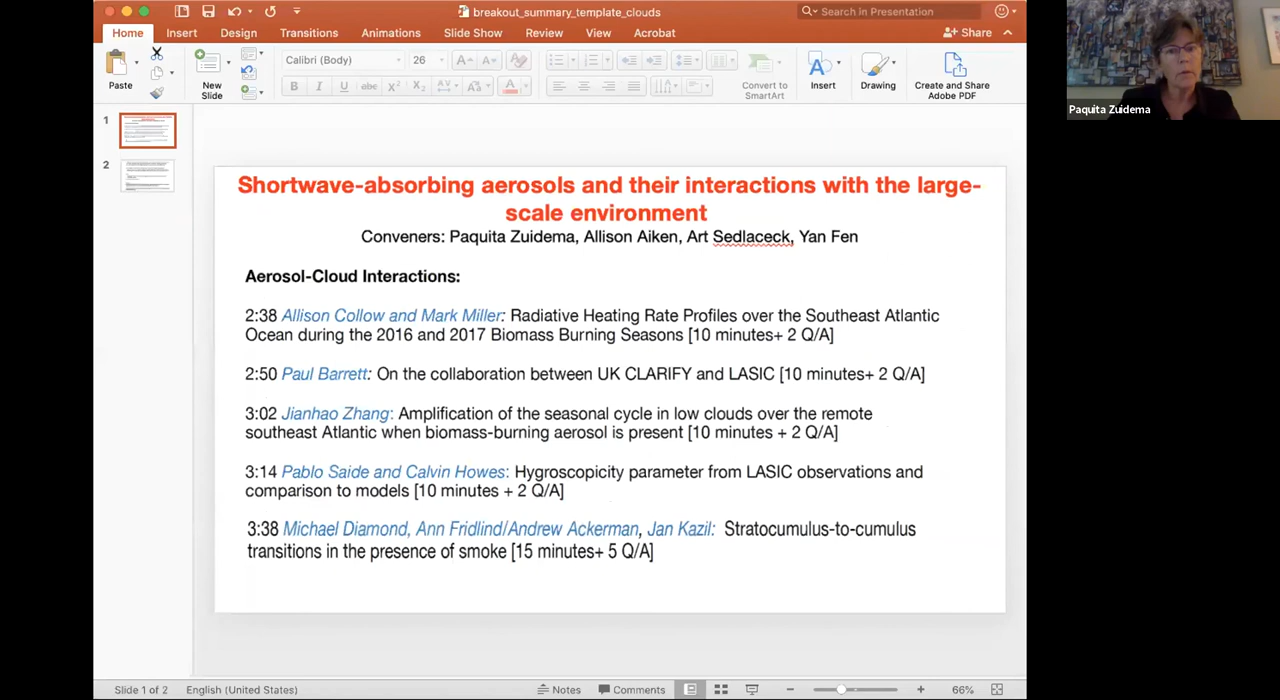 breakout_summary_template_clouds
Search in Presentation
Home Insert Design Transitions Animations Slide Show Review View Acrobat
Share
Paste
New
Slide
Calibri (Body) 26
Convert to
SmartArt
Insert
Drawing
Create and Share
Adobe PDF
Paquita Zuidema
1
2
Shortwave-absorbing aerosols and their interactions with the large-
scale environment
Conveners: Paquita Zuidema, Allison Aiken, Art Sedlaceck, Yan Fen
Aerosol-Cloud Interactions:
2:38 Allison Collow and Mark Miller: Radiative Heating Rate Profiles over the Southeast Atlantic
Ocean during the 2016 and 2017 Biomass Burning Seasons [10 minutes+ 2 Q/A]
2:50 Paul Barrett: On the collaboration between UK CLARIFY and LASIC [10 minutes+ 2 Q/A]
3:02 Jianhao Zhang: Amplification of the seasonal cycle in low clouds over the remote
southeast Atlantic when biomass-burning aerosol is present [10 minutes + 2 Q/A]
3:14 Pablo Saide and Calvin Howes: Hygroscopicity parameter from LASIC observations and
comparison to models [10 minutes + 2 Q/A]
3:38 Michael Diamond, Ann Fridlind/Andrew Ackerman, Jan Kazil: Stratocumulus-to-cumulus
transitions in the presence of smoke [15 minutes+ 5 Q/A]
Slide 1 of 2 English (United States) Notes Comments 66%